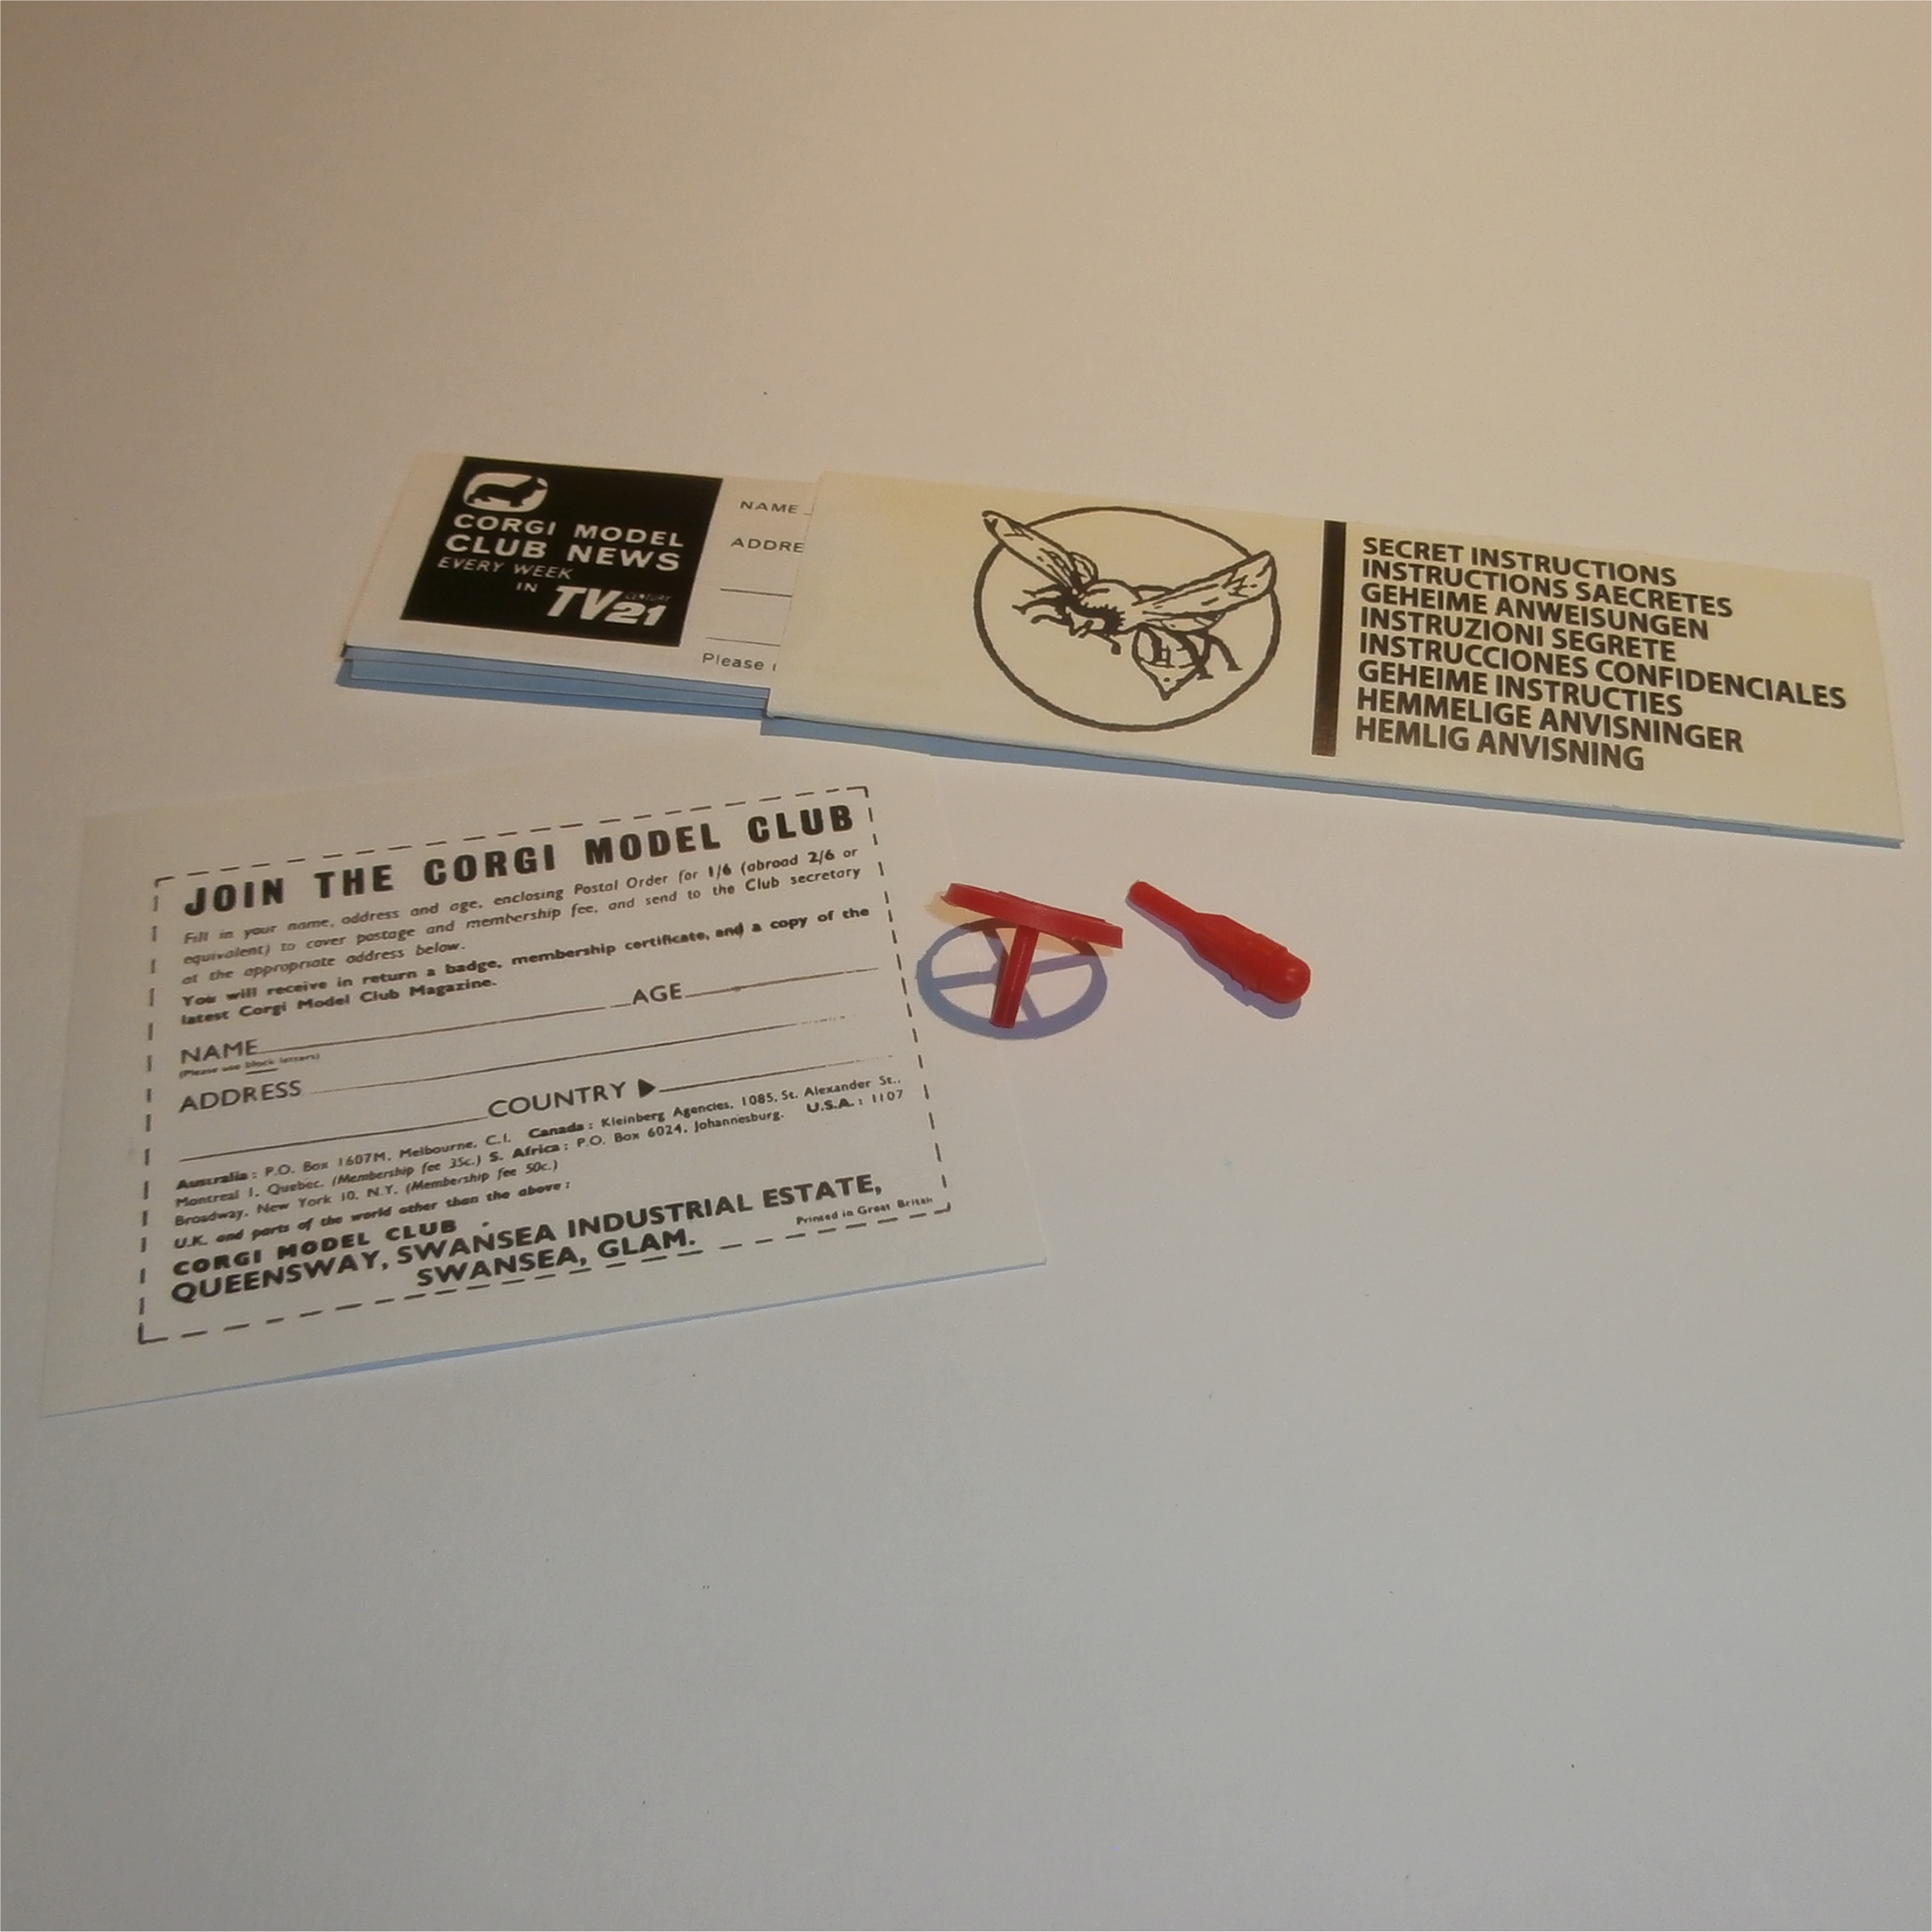 CORGI MODEL
CLUB NEWS
EVERY WEEK
IN
TV CENTURY 21
NAME
ADDRE
Please
SECRET INSTRUCTIONS
INSTRUCTIONS SAECRETES
GEHEIME ANWEISUNGEN
INSTRUZIONI SEGRETE
INSTRUCCIONES CONFIDENCIALES
GEHEIME INSTRUCTIES
HEMMELIGE ANVISNINGER
HEMLIG ANVISNING
H
JOIN THE CORGI MODEL CLUB
Fill in your name, address and age, enclosing Postal Order for 1/6 (abroad 2/6 or
equivalent) to cover postage and membership fee, and send to the Club secretary
at the appropriate address below.
You will receive in return a badge, membership certificate, and a copy of the
latest Corgi Model Club Magazine.
NAME AGE
(Please use block letters)
ADDRESS
COUNTRY ▶
Australia: P.O. Box 1607M, Melbourne, C.I. Canada: Kleinberg Agencies, 1085, St. Alexander St.,
Montreal 1, Quebec. (Membership fee 35c.) S. Africa: P.O. Box 6024, Johannesburg. U.S.A.: 1107
Broadway, New York 10, N.Y. (Membership fee 50c.)
U.K. and parts of the world other than the above:
CORGI MODEL CLUB
QUEENSWAY, SWANSEA INDUSTRIAL ESTATE,
SWANSEA, GLAM.
Printed in Great Britain